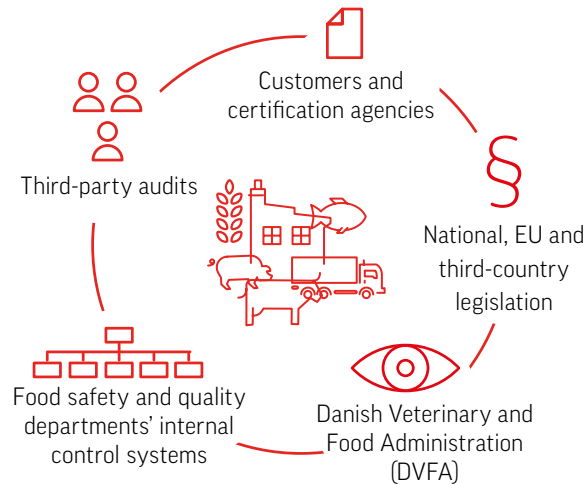 Customers and
certification agencies
Third-party audits
National, EU and
third-country
legislation
Food safety and quality
departments' internal
control systems
Danish Veterinary and
Food Administration
(DVFA)